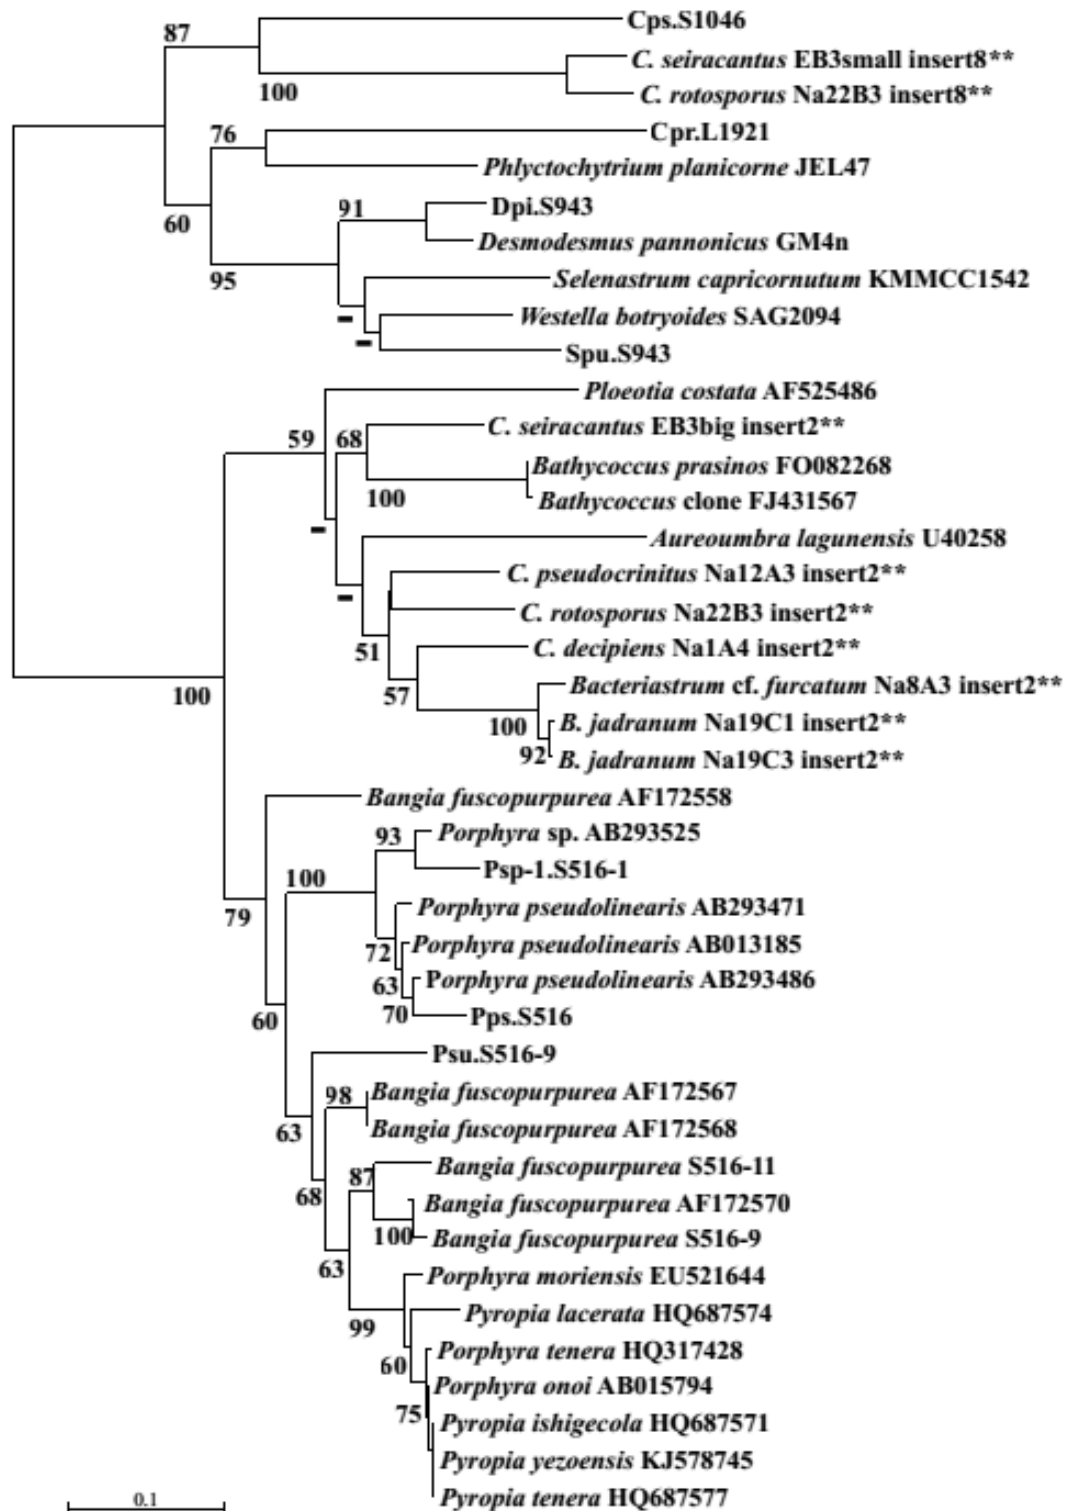 87
Cps.S1046
C. seiracantus EB3small insert8**
100
C. rotosporus Na22B3 insert8**
76
Cpr.L1921
Phlyctochytrium planicorne JEL47
60
91
Dpi.S943
Desmodesmus pannonicus GM4n
95
Selenastrum capricornutum KMMCC1542
-
Westella botryoides SAG2094
-
Spu.S943
Ploeotia costata AF525486
59
68
C. seiracantus EB3big insert2**
Bathycoccus prasinos FO082268
100
Bathycoccus clone FJ431567
-
Aureoumbra lagunensis U40258
C. pseudocrinitus Na12A3 insert2**
-
C. rotosporus Na22B3 insert2**
51
C. decipiens Na1A4 insert2**
100
57
Bacteriastrum cf. furcatum Na8A3 insert2**
100
B. jadranum Na19C1 insert2**
92
B. jadranum Na19C3 insert2**
Bangia fuscopurpurea AF172558
93
Porphyra sp. AB293525
100
Psp-1.S516-1
79
Porphyra pseudolinearis AB293471
72
Porphyra pseudolinearis AB013185
63
Porphyra pseudolinearis AB293486
60
70
Pps.S516
Psu.S516-9
98
Bangia fuscopurpurea AF172567
63
Bangia fuscopurpurea AF172568
87
Bangia fuscopurpurea S516-11
68
Bangia fuscopurpurea AF172570
100
Bangia fuscopurpurea S516-9
63
Porphyra moriensis EU521644
99
Pyropia lacerata HQ687574
60
Porphyra tenera HQ317428
Porphyra onoi AB015794
75
Pyropia ishigecola HQ687571
Pyropia yezoensis KJ578745
0.1
Pyropia tenera HQ687577